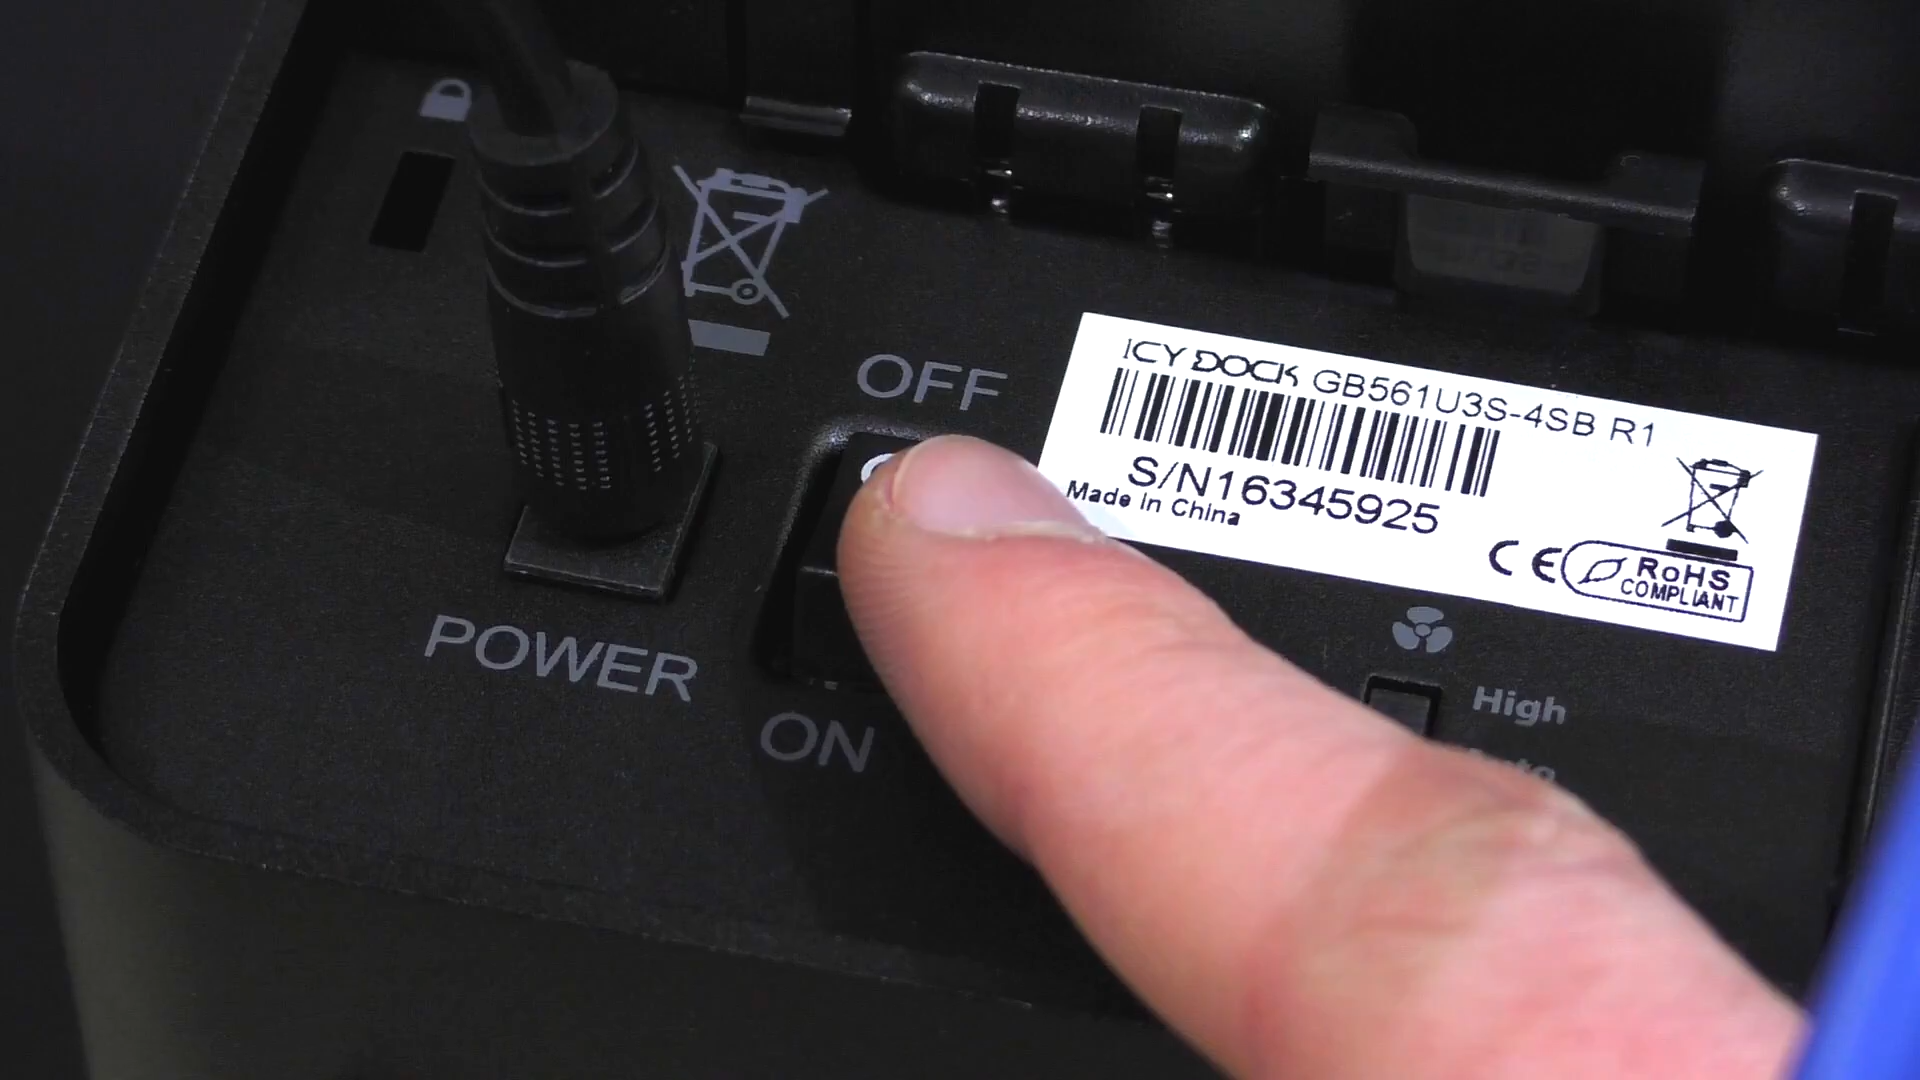 OFF
ICY DOCK GB561U3S-4SB R1
S/N16345925
Made in China
CE
RoHS
COMPLIANT
POWER
ON
High